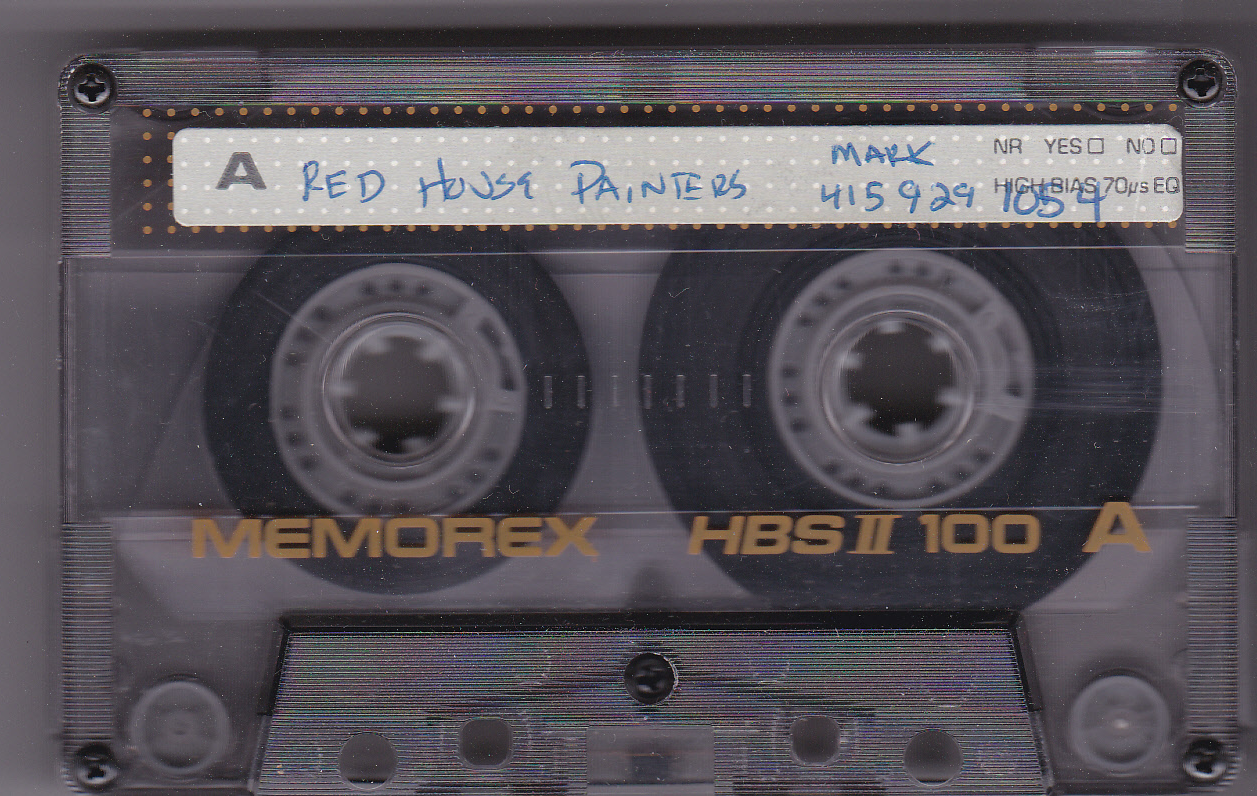 MARK NR YES NO
A RED HOUSE PAINTERS 415 929 1054 HIGH BIAS 70µs EQ
MEMOREX HBS II 100 A